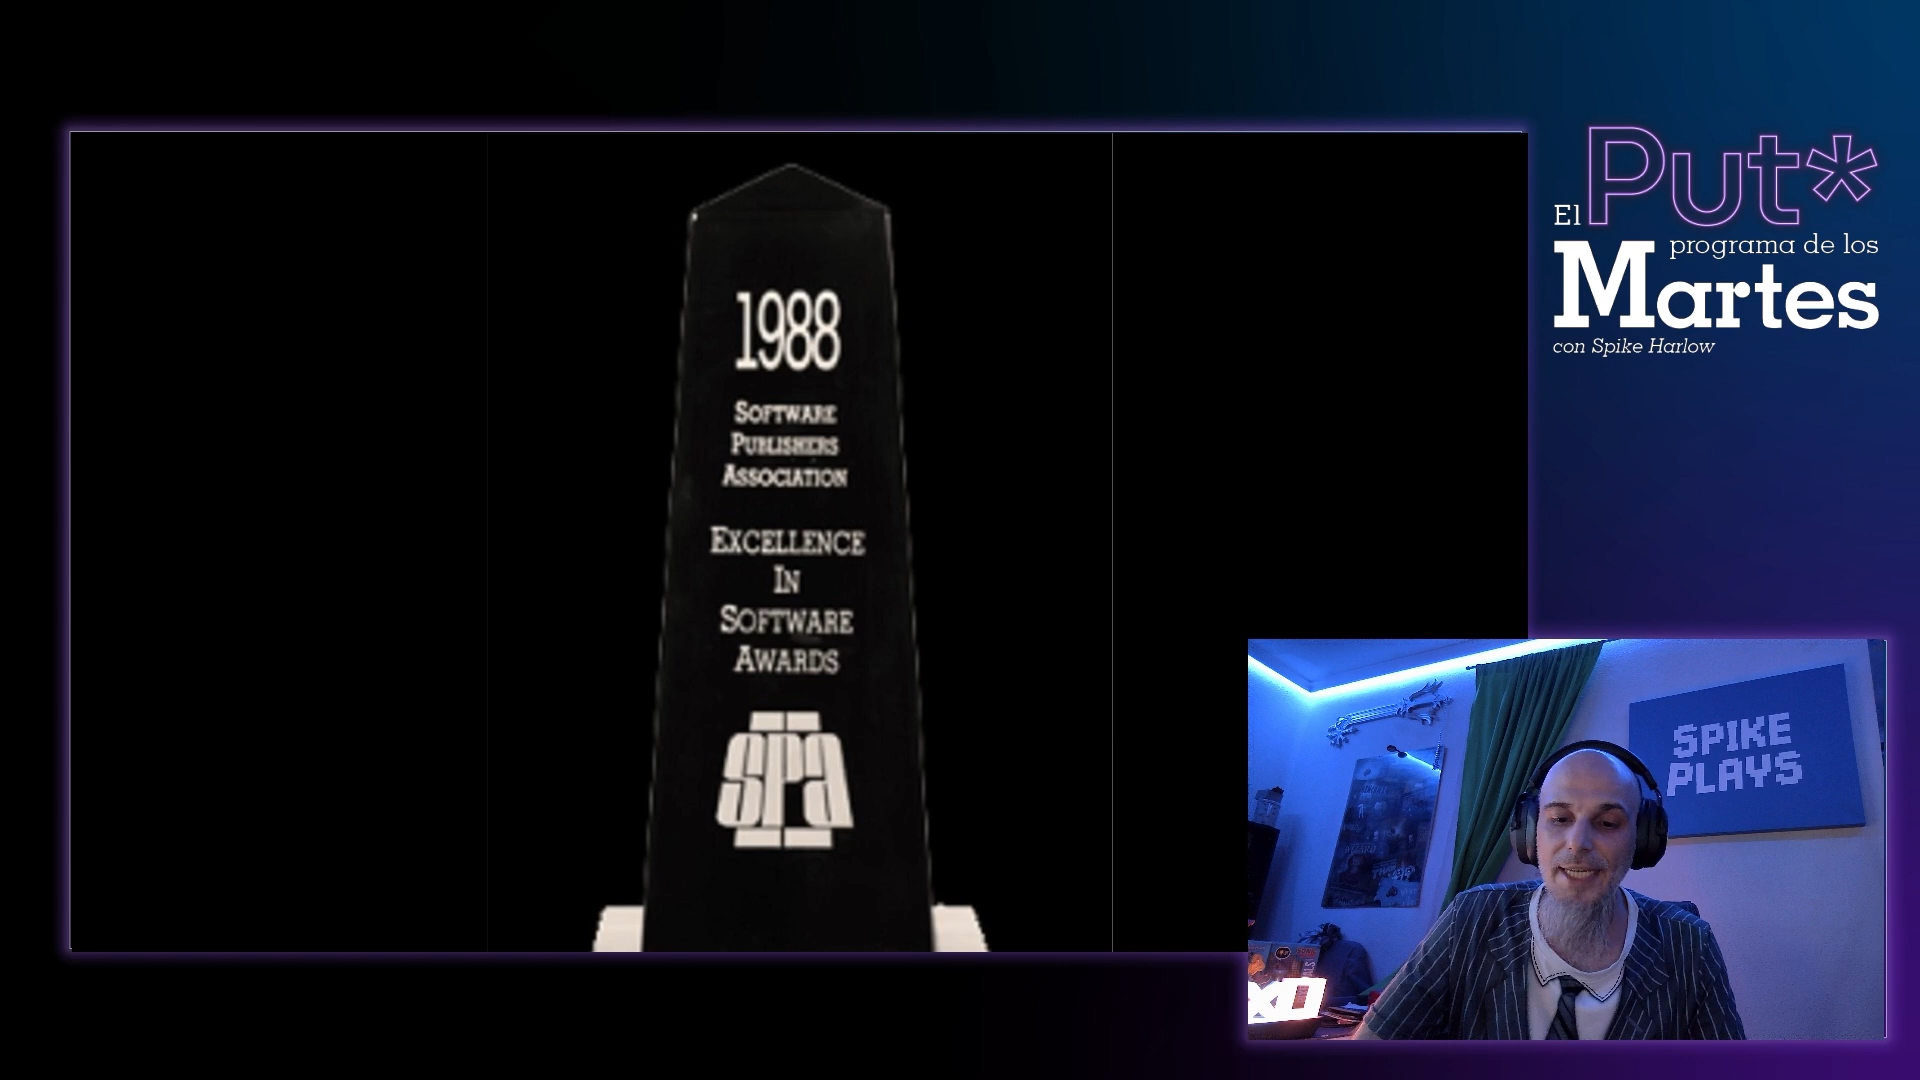 1988
SOFTWARE
PUBLISHERS
ASSOCIATION
EXCELLENCE
IN
SOFTWARE
AWARDS
SPA
El Put*
programa de los
Martes
con Spike Harlow
SPIKE
PLAYS